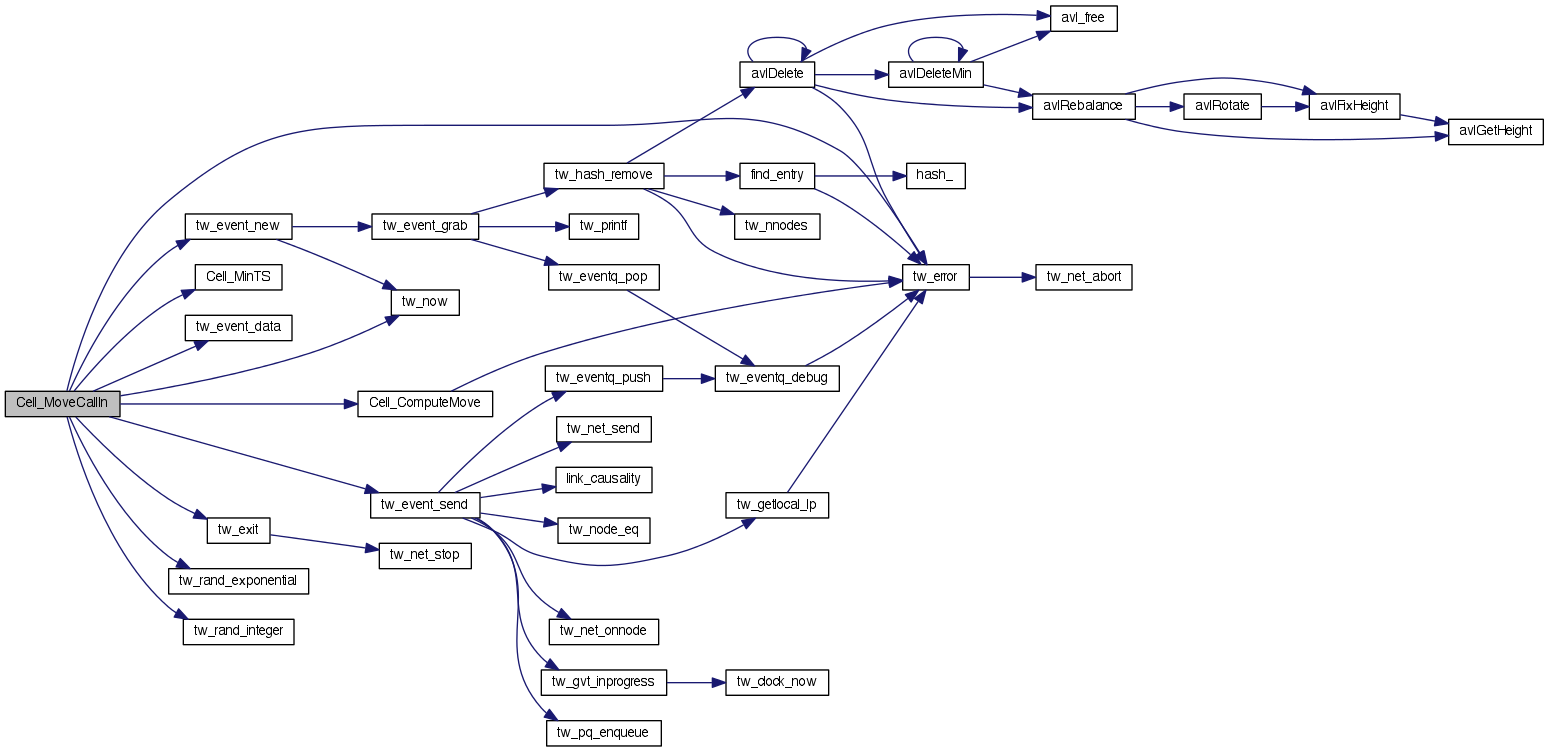 avl_free
avlDelete
avlDeleteMin
avlRebalance
avlRotate
avlFixHeight
avlGetHeight
tw_hash_remove
find_entry
hash_
tw_event_new
tw_event_grab
tw_printf
tw_nnodes
Cell_MinTS
tw_eventq_pop
tw_error
tw_net_abort
tw_now
tw_event_data
tw_eventq_push
tw_eventq_debug
Cell_MoveCallIn
Cell_ComputeMove
tw_net_send
link_causality
tw_event_send
tw_getlocal_lp
tw_exit
tw_node_eq
tw_net_stop
tw_rand_exponential
tw_rand_integer
tw_net_onnode
tw_gvt_inprogress
tw_clock_now
tw_pq_enqueue